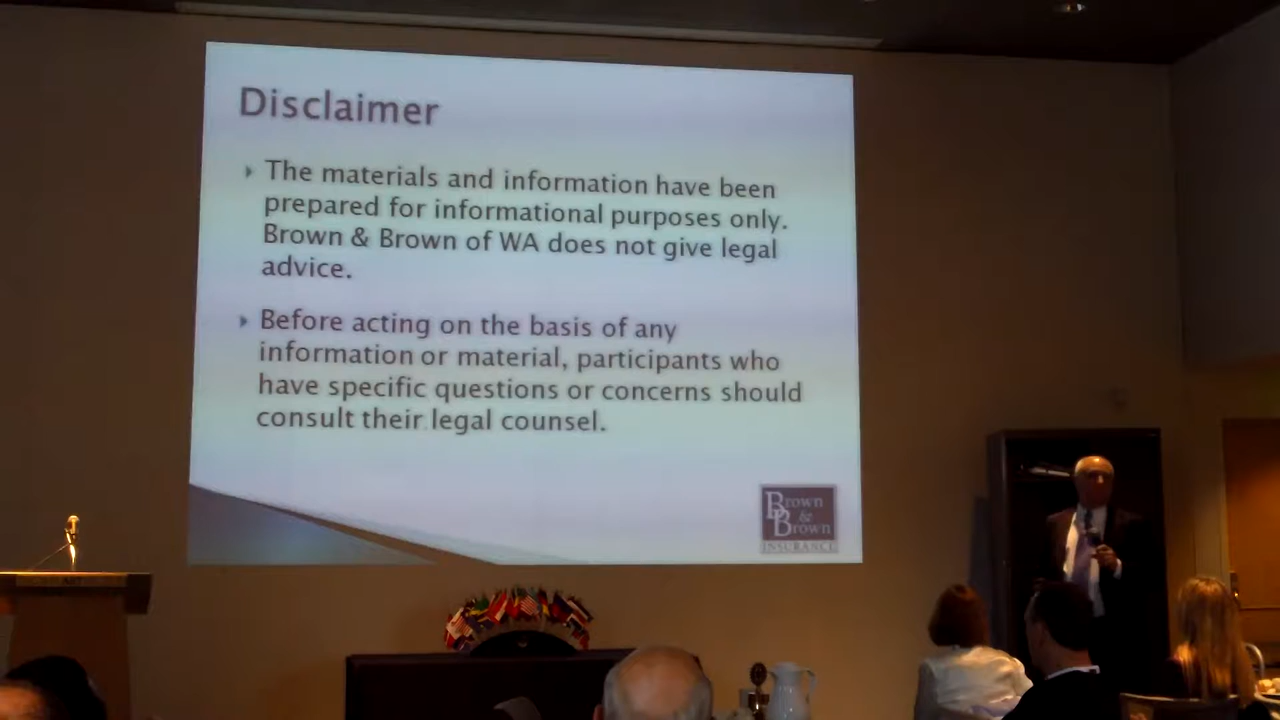 Disclaimer
The materials and information have been
prepared for informational purposes only.
Brown & Brown of WA does not give legal
advice.
Before acting on the basis of any
information or material, participants who
have specific questions or concerns should
consult their legal counsel.
Brown
&
Brown
INSURANCE